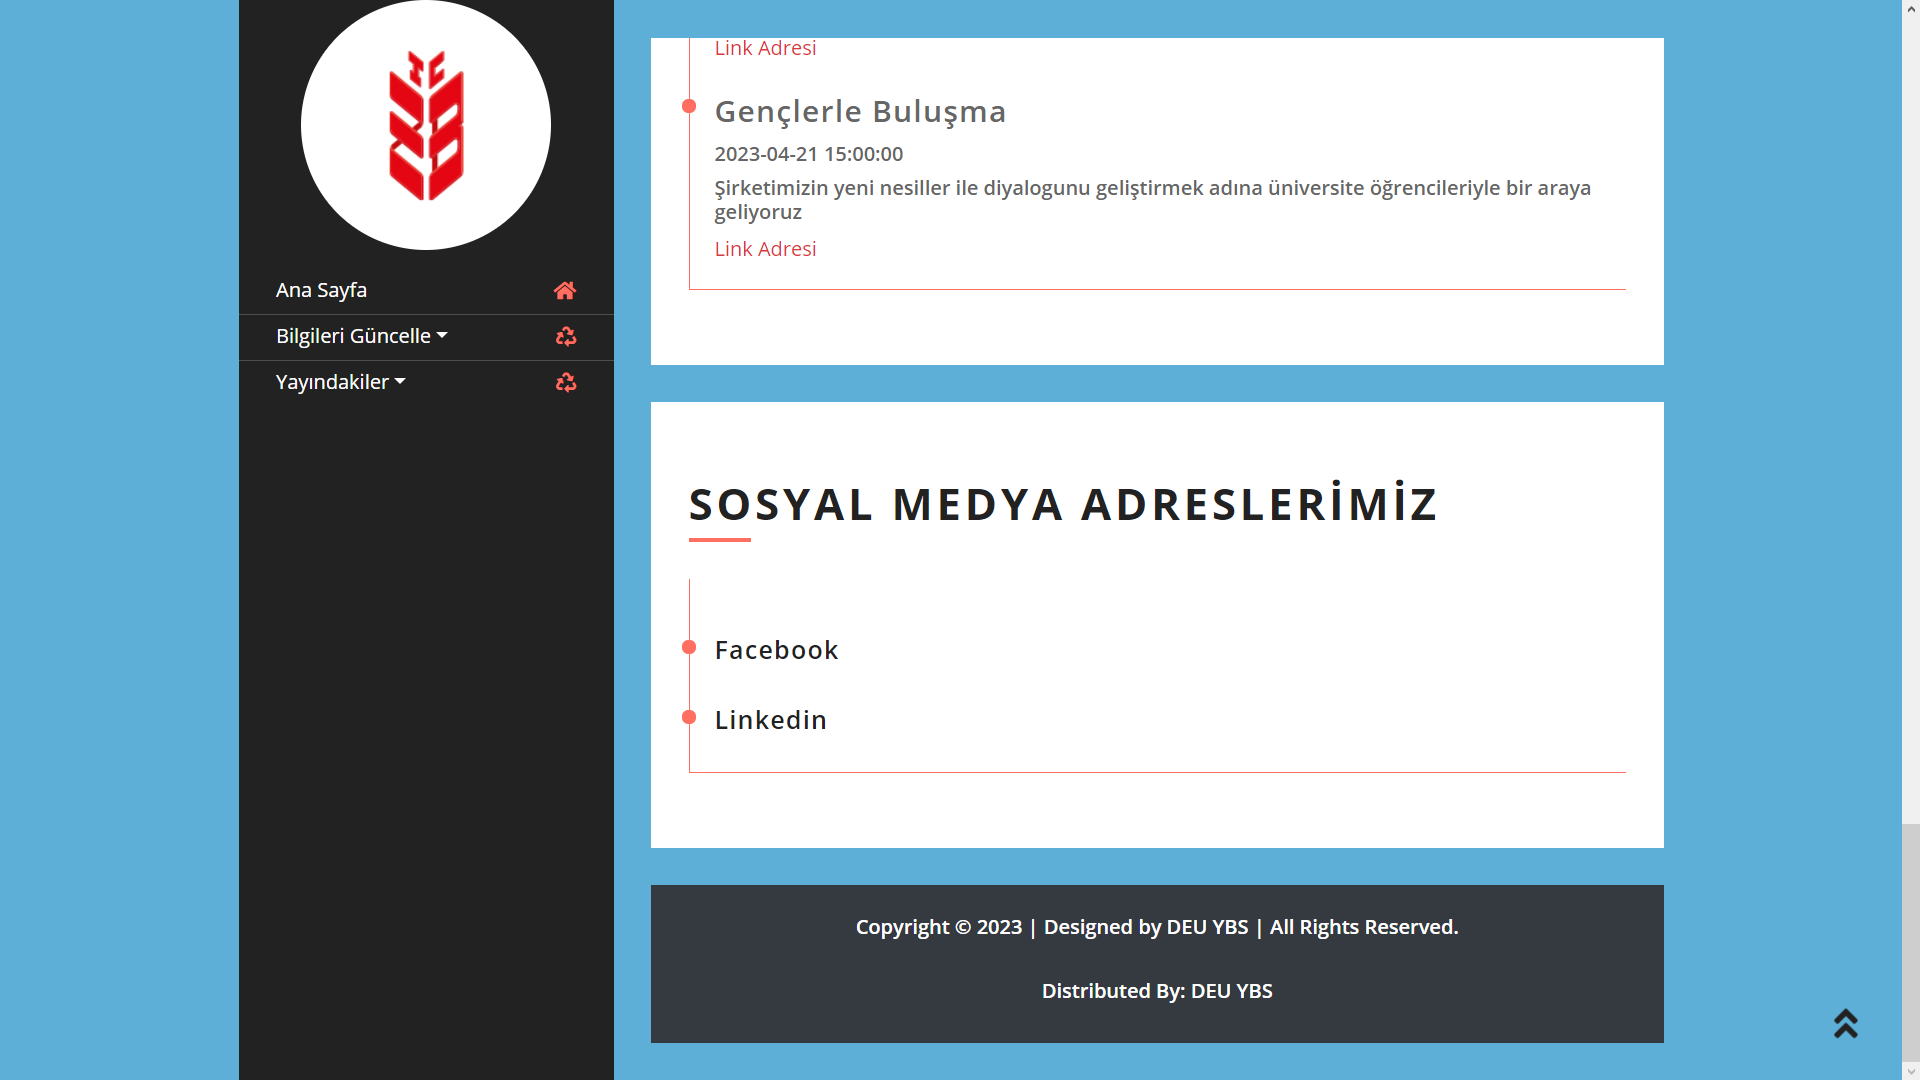 TC
Ana Sayfa
Bilgileri Güncelle
Yayındakiler
Link Adresi
Gençlerle Buluşma
2023-04-21 15:00:00
Şirketimizin yeni nesiller ile diyalogunu geliştirmek adına üniversite öğrencileriyle bir araya
geliyoruz
Link Adresi
SOSYAL MEDYA ADRESLERİMİZ
Facebook
Linkedin
Copyright © 2023 | Designed by DEU YBS | All Rights Reserved.
Distributed By: DEU YBS